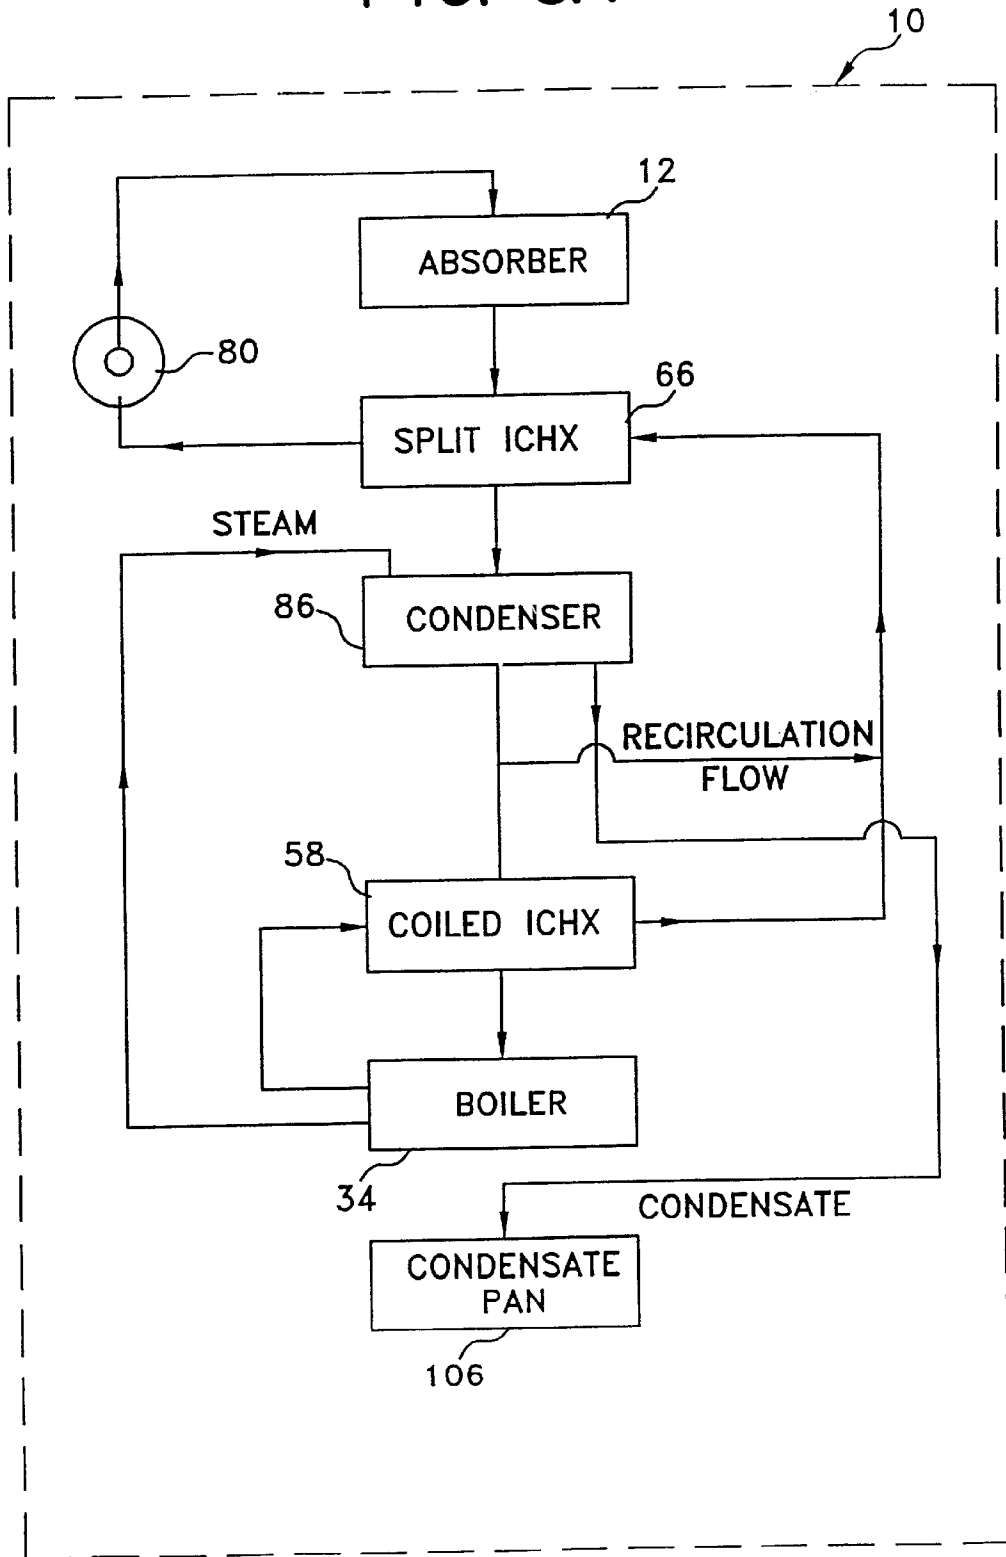 10
12
ABSORBER
80
66
SPLIT ICHX
STEAM
86
CONDENSER
RECIRCULATION
FLOW
58
COILED ICHX
BOILER
34
CONDENSATE
CONDENSATE
PAN
106